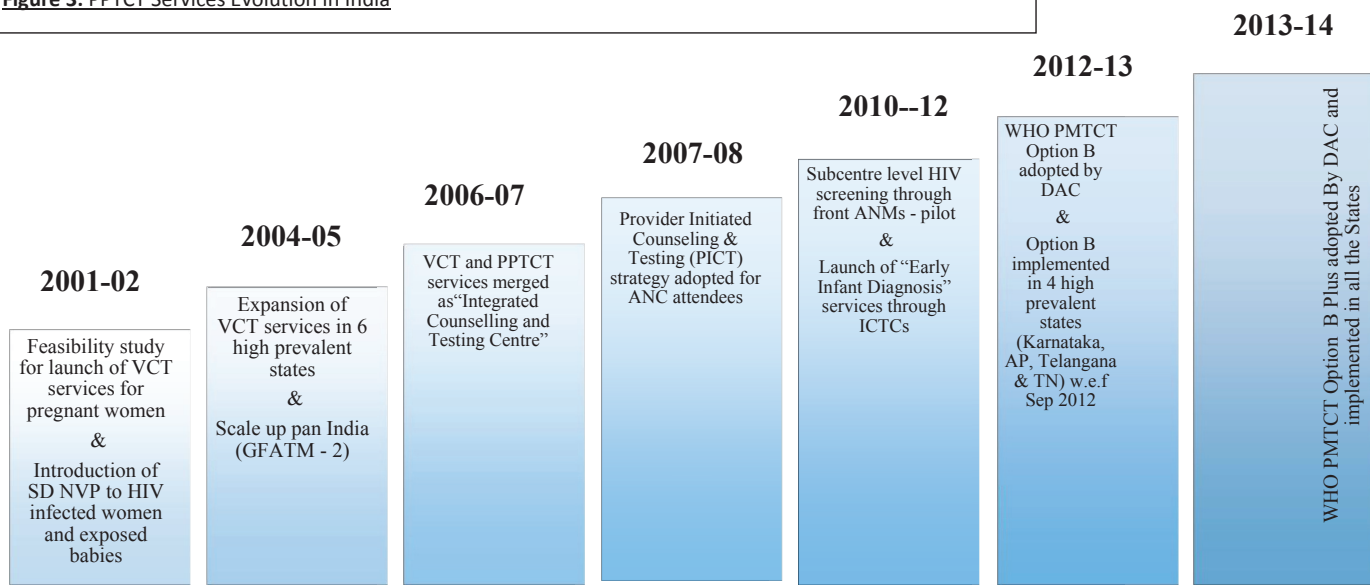 Figure 3: PPTCT Services Evolution in India
2001-02
Feasibility study
for launch of VCT
services for
pregnant women
&
Introduction of
SD NVP to HIV
infected women
and exposed
babies
2004-05
Expansion of
VCT services in 6
high prevalent
states
&
Scale up pan India
(GFATM - 2)
2006-07
VCT and PPTCT
services merged
as“Integrated
Counselling and
Testing Centre”
2007-08
Provider Initiated
Counseling &
Testing (PICT)
strategy adopted for
ANC attendees
2010--12
Subcentre level HIV
screening through
front ANMs - pilot
&
Launch of “Early
Infant Diagnosis”
services through
ICTCs
2012-13
WHO PMTCT
Option B
adopted by
DAC
&
Option B
implemented
in 4 high
prevalent
states
(Karnataka,
AP, Telangana
& TN) w.e.f
Sep 2012
2013-14
WHO PMTCT Option B Plus adopted By DAC and
implemented in all the States